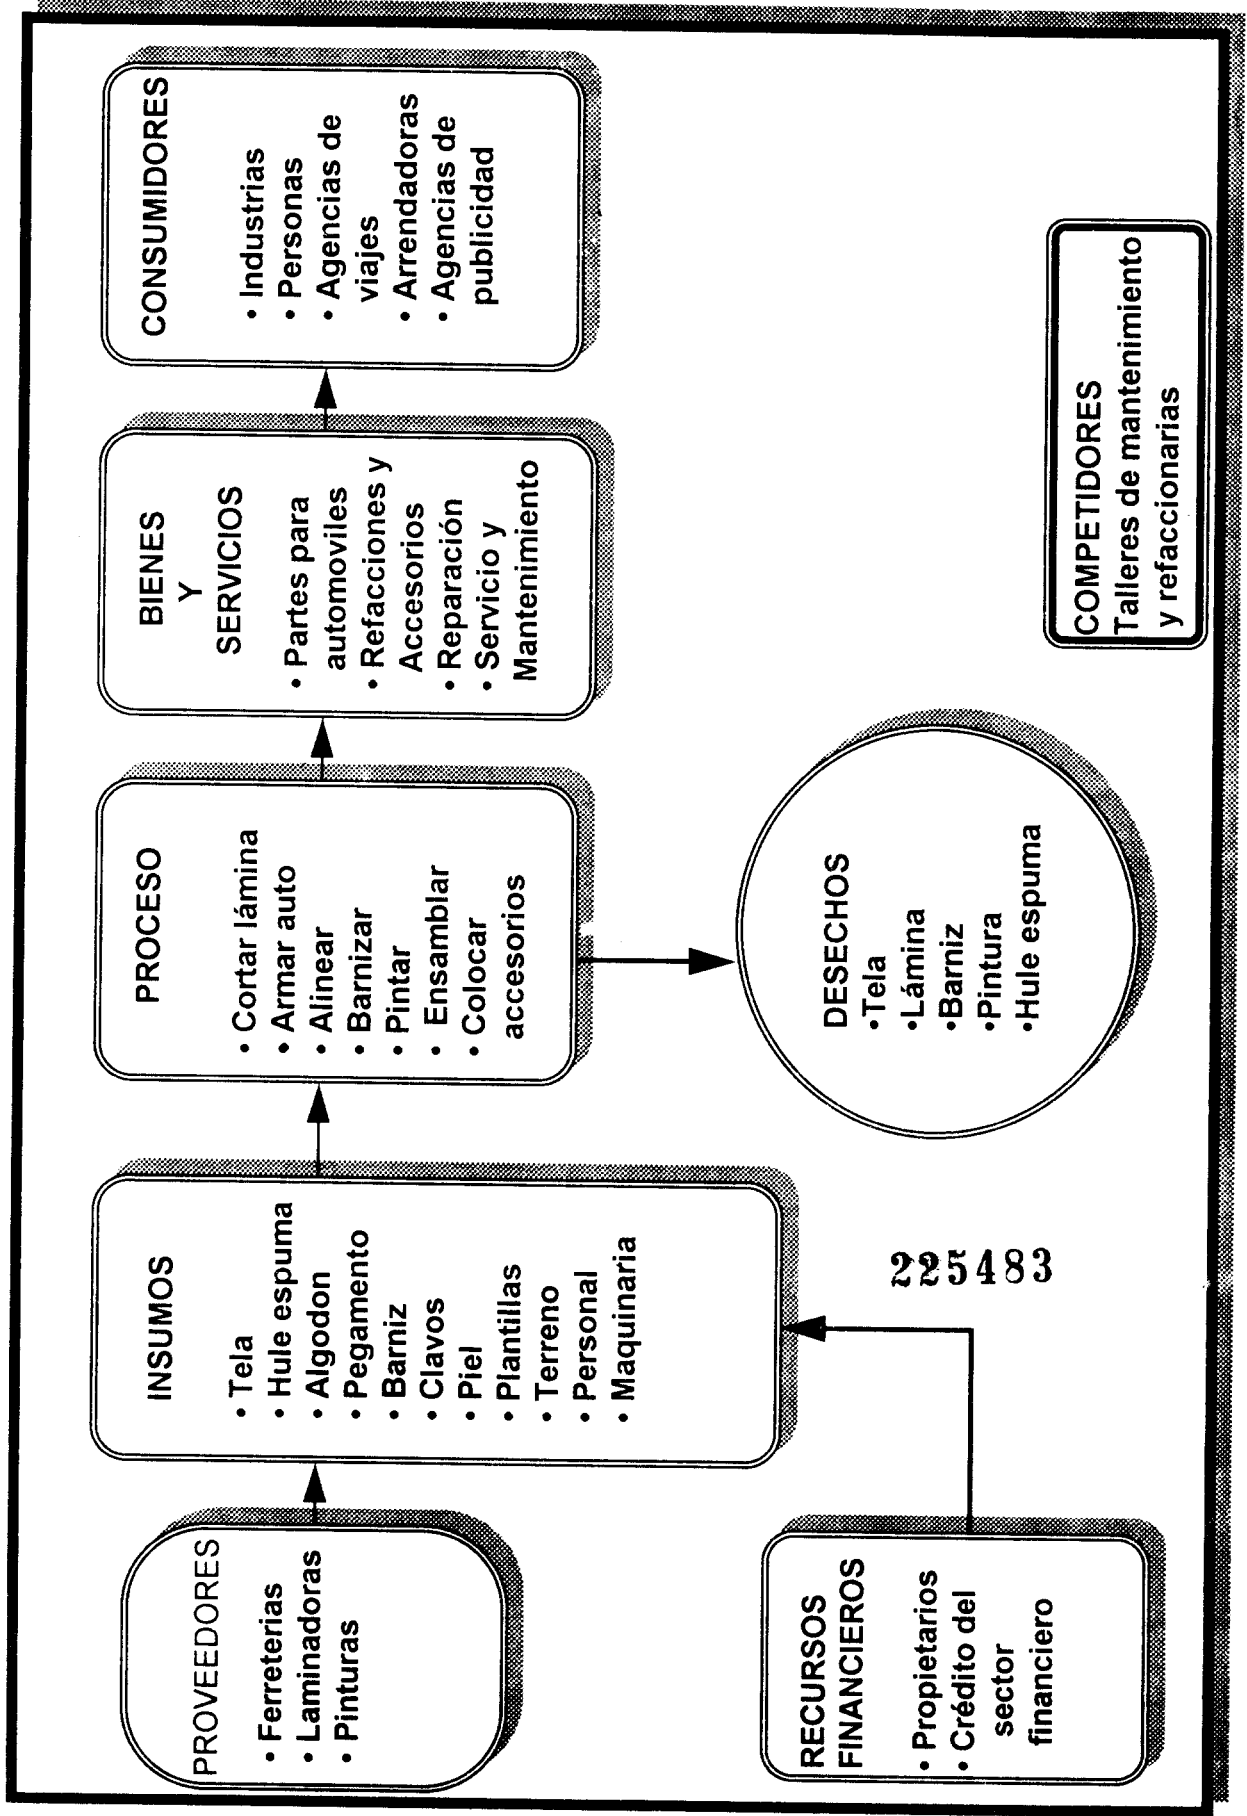 PROVEEDORES
• Ferreterias
• Laminadoras
• Pinturas
INSUMOS
• Tela
• Hule espuma
• Algodon
• Pegamento
• Barniz
• Clavos
• Piel
• Plantillas
• Terreno
• Personal
• Maquinaria
PROCESO
• Cortar lámina
• Armar auto
• Alinear
• Barnizar
• Pintar
• Ensamblar
• Colocar
accesorios
BIENES
Y
SERVICIOS
• Partes para
automoviles
• Refacciones y
Accesorios
• Reparación
• Servicio y
Mantenimiento
CONSUMIDORES
• Industrias
• Personas
• Agencias de
viajes
• Arrendadoras
• Agencias de
publicidad
RECURSOS
FINANCIEROS
• Propietarios
• Crédito del
sector
financiero
225483
DESECHOS
•Tela
•Lámina
•Barniz
•Pintura
•Hule espuma
COMPETIDORES
Talleres de mantenimiento
y refaccionarias